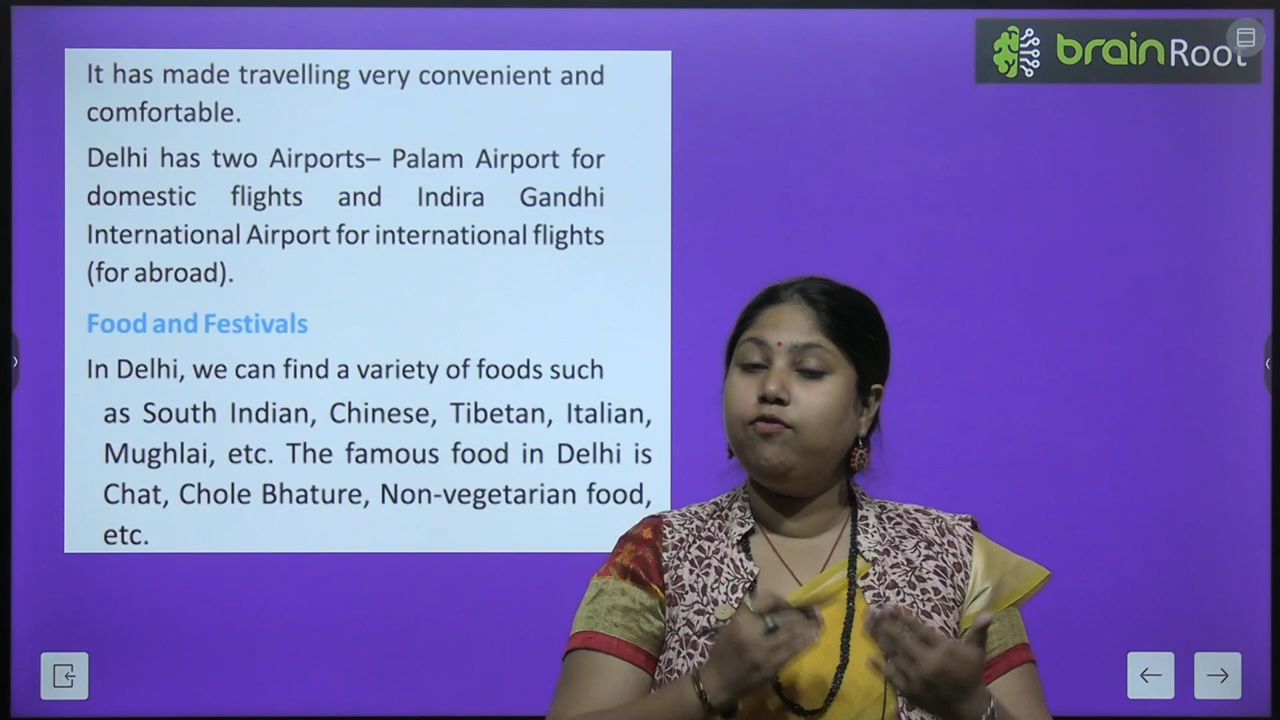 brainRoot
It has made travelling very convenient and
comfortable.
Delhi has two Airports– Palam Airport for
domestic flights and Indira Gandhi
International Airport for international flights
(for abroad).
Food and Festivals
In Delhi, we can find a variety of foods such
as South Indian, Chinese, Tibetan, Italian,
Mughlai, etc. The famous food in Delhi is
Chat, Chole Bhature, Non-vegetarian food,
etc.